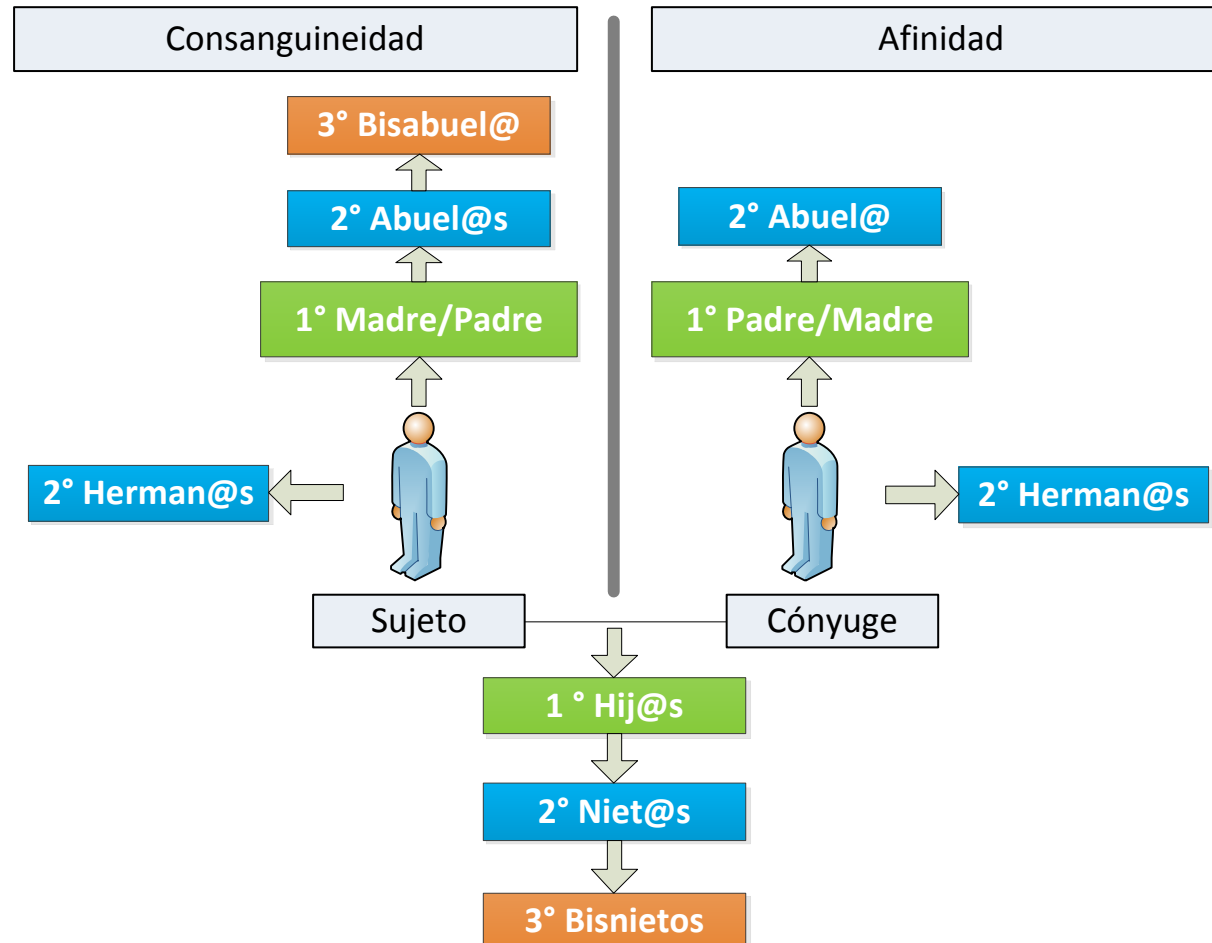 Consanguineidad
Afinidad
3° Bisabuel@
2° Abuel@s
2° Abuel@
1° Madre/Padre
1° Padre/Madre
2° Herman@s
2° Herman@s
Sujeto
Cónyuge
1 ° Hij@s
2° Niet@s
3° Bisnietos